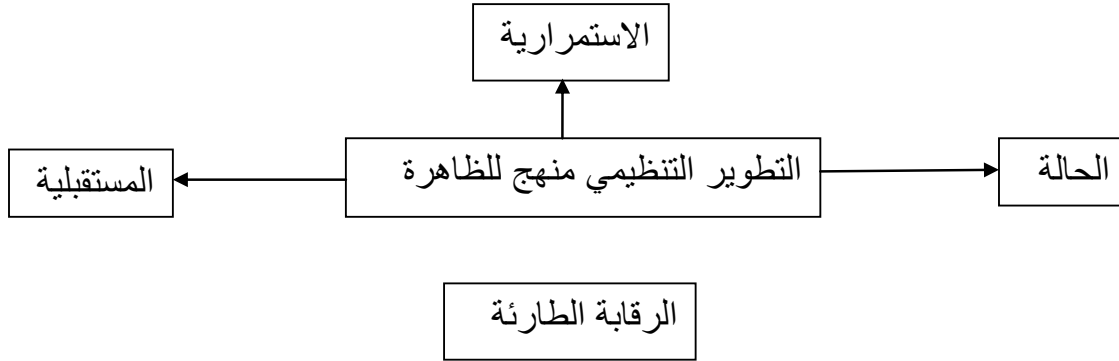 الاستمرارية
الحالة
التطوير التنظيمي منهج للظاهرة
المستقبلية
الرقابة الطارئة